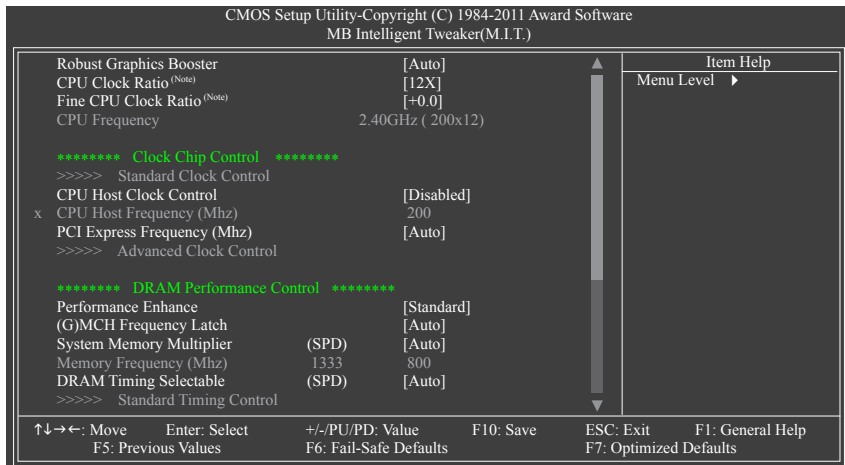 CMOS Setup Utility-Copyright (C) 1984-2011 Award Software
MB Intelligent Tweaker(M.I.T.)
Robust Graphics Booster [Auto]
CPU Clock Ratio (Note) [12X]
Fine CPU Clock Ratio (Note) [+0.0]
CPU Frequency 2.40GHz ( 200x12)
******** Clock Chip Control ********
>>>>> Standard Clock Control
CPU Host Clock Control [Disabled]
x CPU Host Frequency (Mhz) 200
PCI Express Frequency (Mhz) [Auto]
>>>>> Advanced Clock Control
******** DRAM Performance Control ********
Performance Enhance [Standard]
(G)MCH Frequency Latch [Auto]
System Memory Multiplier (SPD) [Auto]
Memory Frequency (Mhz) 1333 800
DRAM Timing Selectable (SPD) [Auto]
>>>>> Standard Timing Control
Item Help
Menu Level
↑↓→←: Move Enter: Select +/-/PU/PD: Value F10: Save ESC: Exit F1: General Help
F5: Previous Values F6: Fail-Safe Defaults F7: Optimized Defaults